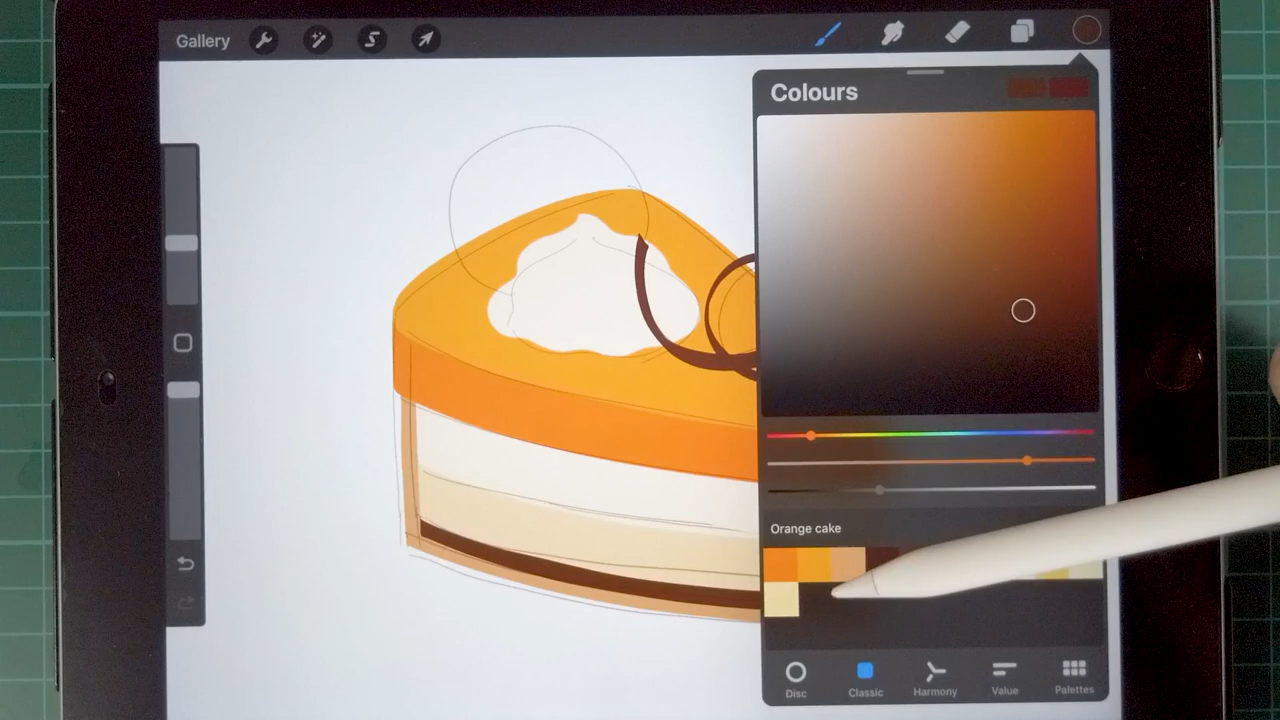 Gallery
Colours
Orange cake
Disc
Classic
Harmony
Value
Palettes